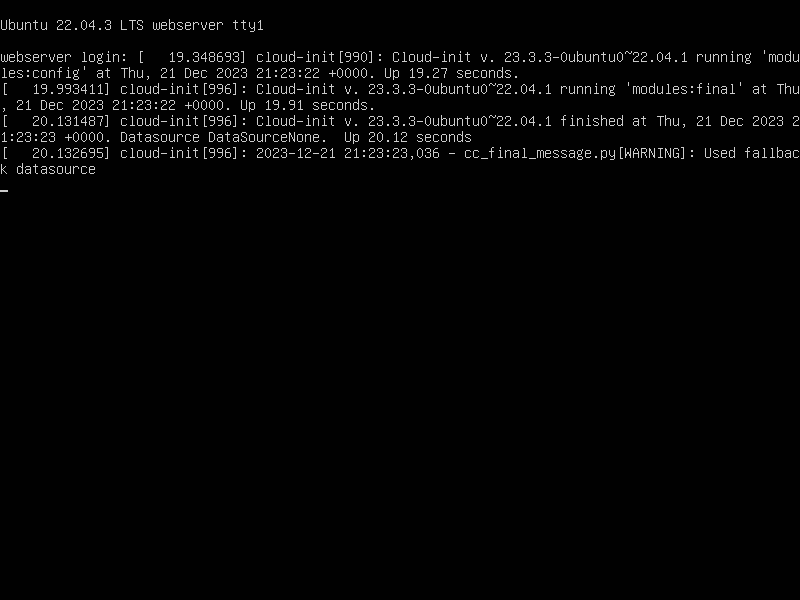 Ubuntu 22.04.3 LTS webserver tty1
webserver login: [   19.348693] cloud-init[990]: Cloud-init v. 23.3.3-0ubuntu0~22.04.1 running 'modu
les:config' at Thu, 21 Dec 2023 21:23:22 +0000. Up 19.27 seconds.
[   19.993411] cloud-init[996]: Cloud-init v. 23.3.3-0ubuntu0~22.04.1 running 'modules:final' at Thu
, 21 Dec 2023 21:23:22 +0000. Up 19.91 seconds.
[   20.131487] cloud-init[996]: Cloud-init v. 23.3.3-0ubuntu0~22.04.1 finished at Thu, 21 Dec 2023 2
1:23:23 +0000. Datasource DataSourceNone.  Up 20.12 seconds
[   20.132695] cloud-init[996]: 2023-12-21 21:23:23,036 - cc_final_message.py[WARNING]: Used fallbac
k datasource